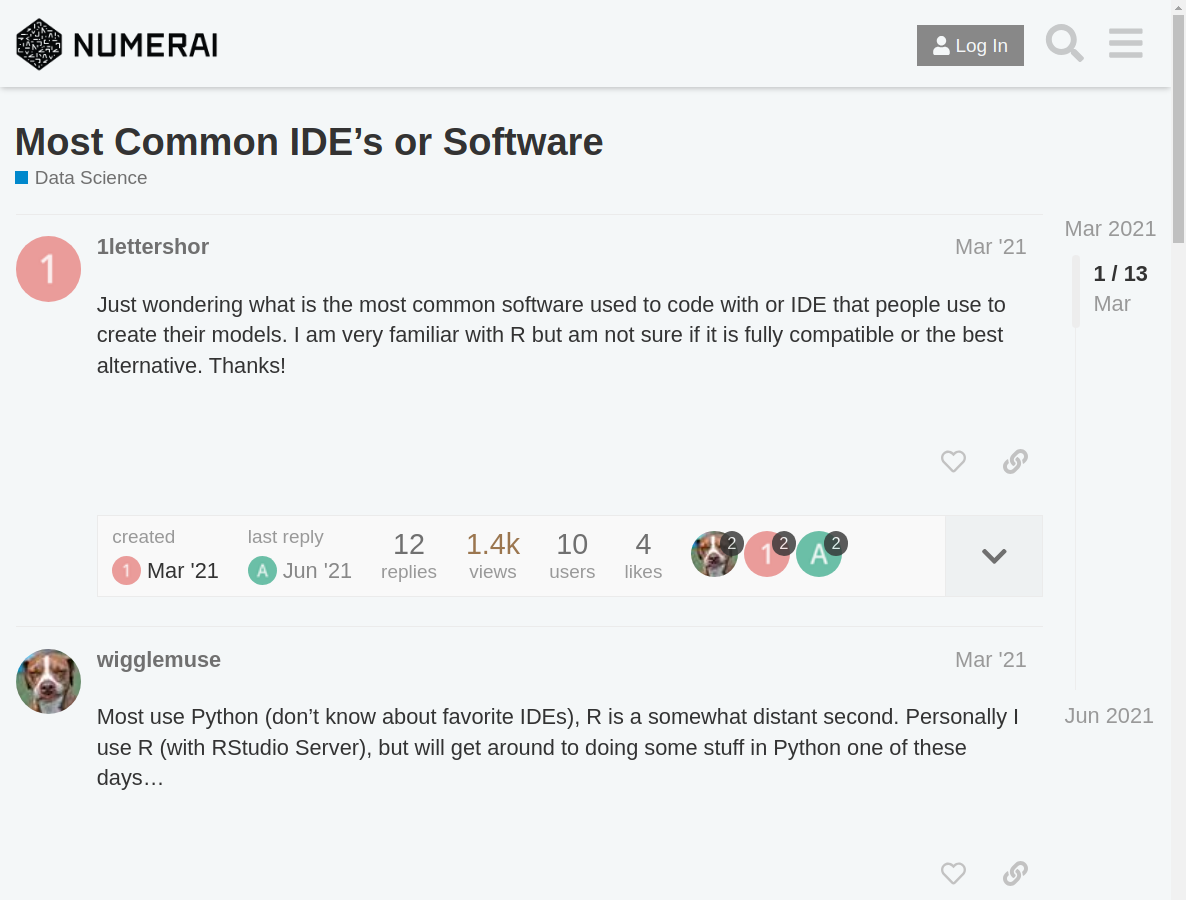 NUMERAI
Log In
Most Common IDE’s or Software
Data Science
Mar 2021
1lettershor
Mar '21
1
1 / 13
Mar
Just wondering what is the most common software used to code with or IDE that people use to
create their models. I am very familiar with R but am not sure if it is fully compatible or the best
alternative. Thanks!
created
last reply
12
1.4k
10
4
2
1
2
A
2
1
Mar '21
A
Jun '21
replies
views
users
likes
wigglemuse
Mar '21
Most use Python (don’t know about favorite IDEs), R is a somewhat distant second. Personally I
use R (with RStudio Server), but will get around to doing some stuff in Python one of these
days…
Jun 2021